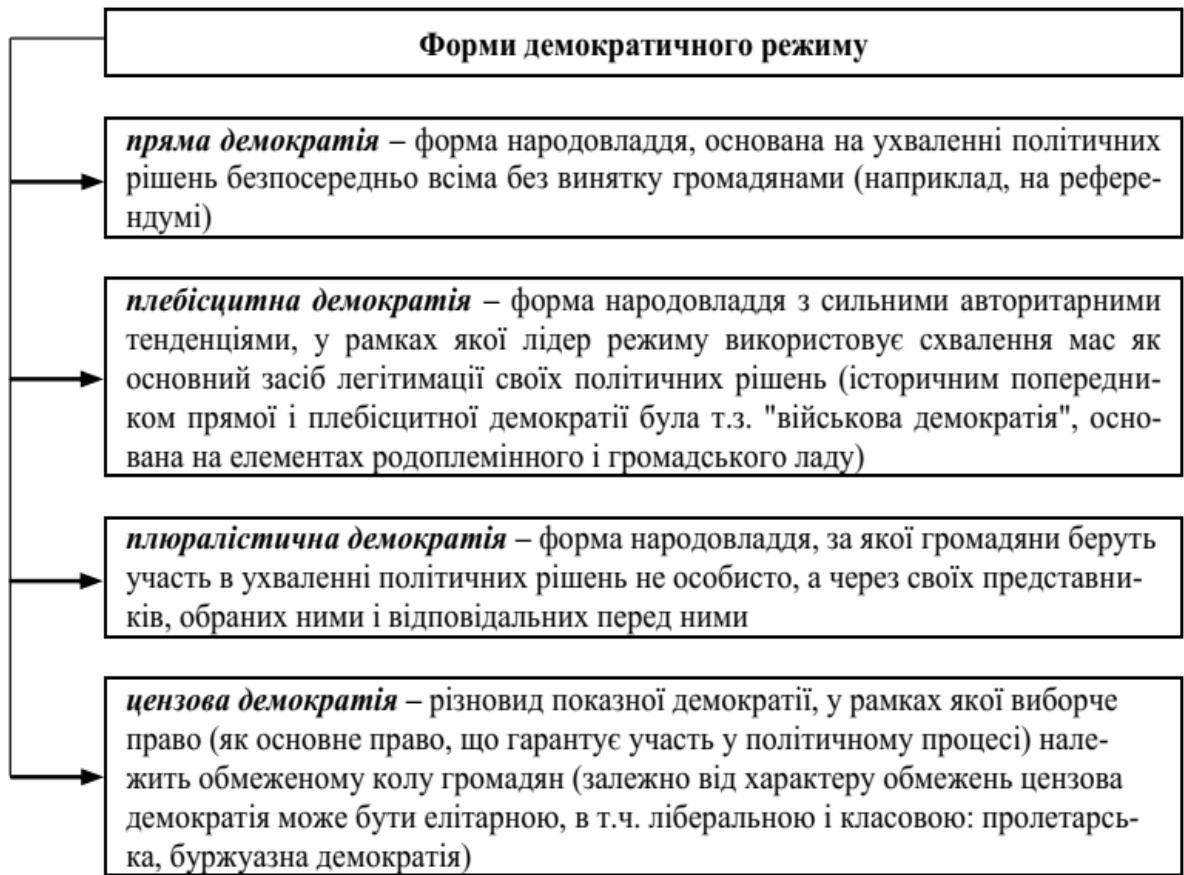 Форми демократичного режиму
пряма демократія – форма народовладдя, основана на ухваленні політичних
рішень безпосередньо всіма без винятку громадянами (наприклад, на рефере-
ндумі)
плебісцитна демократія – форма народовладдя з сильними авторитарними
тенденціями, у рамках якої лідер режиму використовує схвалення мас як
основний засіб легітимації своїх політичних рішень (історичним попередни-
ком прямої і плебісцитної демократії була т.з. "військова демократія", осно-
вана на елементах родоплемінного і громадського ладу)
плюралістична демократія – форма народовладдя, за якої громадяни беруть
участь в ухваленні політичних рішень не особисто, а через своїх представни-
ків, обраних ними і відповідальних перед ними
цензова демократія – різновид показної демократії, у рамках якої виборче
право (як основне право, що гарантує участь у політичному процесі) нале-
жить обмеженому колу громадян (залежно від характеру обмежень цензова
демократія може бути елітарною, в т.ч. ліберальною і класовою: пролетарсь-
ка, буржуазна демократія)